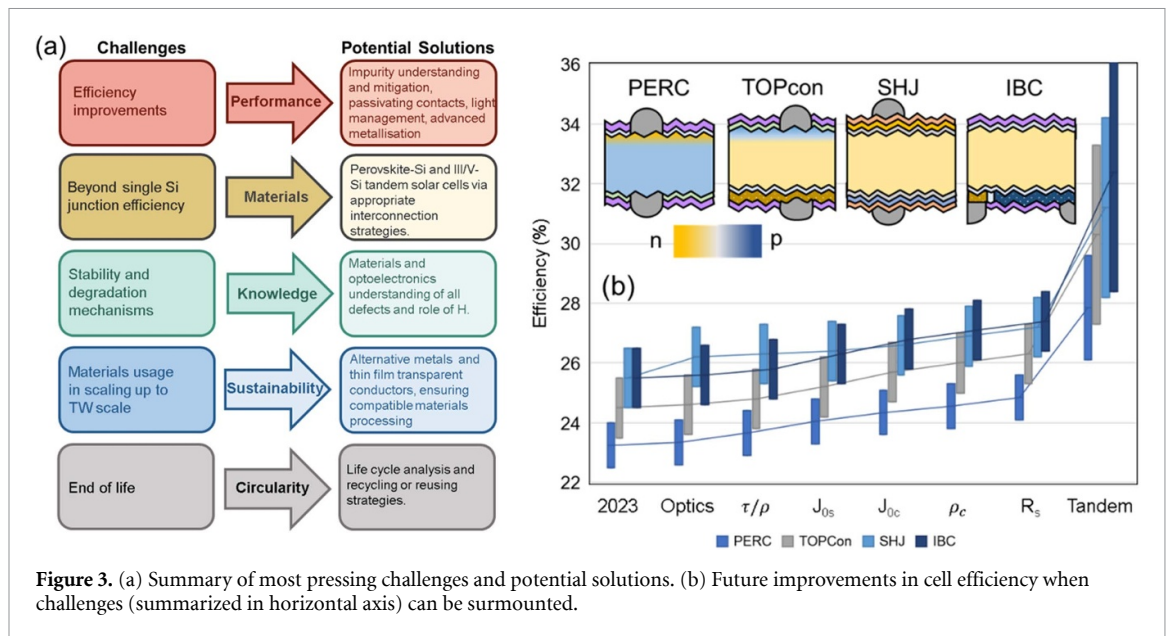 (a)
Challenges
Potential Solutions
Efficiency
improvements
Performance
Impurity understanding
and mitigation,
passivating contacts, light
management, advanced
metallisation
Beyond single Si
junction efficiency
Materials
Perovskite-Si and III/V-
Si tandem solar cells via
appropriate
interconnection
strategies.
Stability and
degradation
mechanisms
Knowledge
Materials and
optoelectronics
understanding of all
defects and role of H.
Materials usage
in scaling up to
TW scale
Sustainability
Alternative metals and
thin film transparent
conductors, ensuring
compatible materials
processing
End of life
Circularity
Life cycle analysis and
recycling or reusing
strategies.
(b)
Efficiency (%)
36
34
32
30
28
26
24
22
PERC TOPcon SHJ IBC
n p
2023 Optics τ/ρ J₀ₛ J0c ρc Rₛ Tandem
PERC TOPCon SHJ IBC
Figure 3. (a) Summary of most pressing challenges and potential solutions. (b) Future improvements in cell efficiency when
challenges (summarized in horizontal axis) can be surmounted.